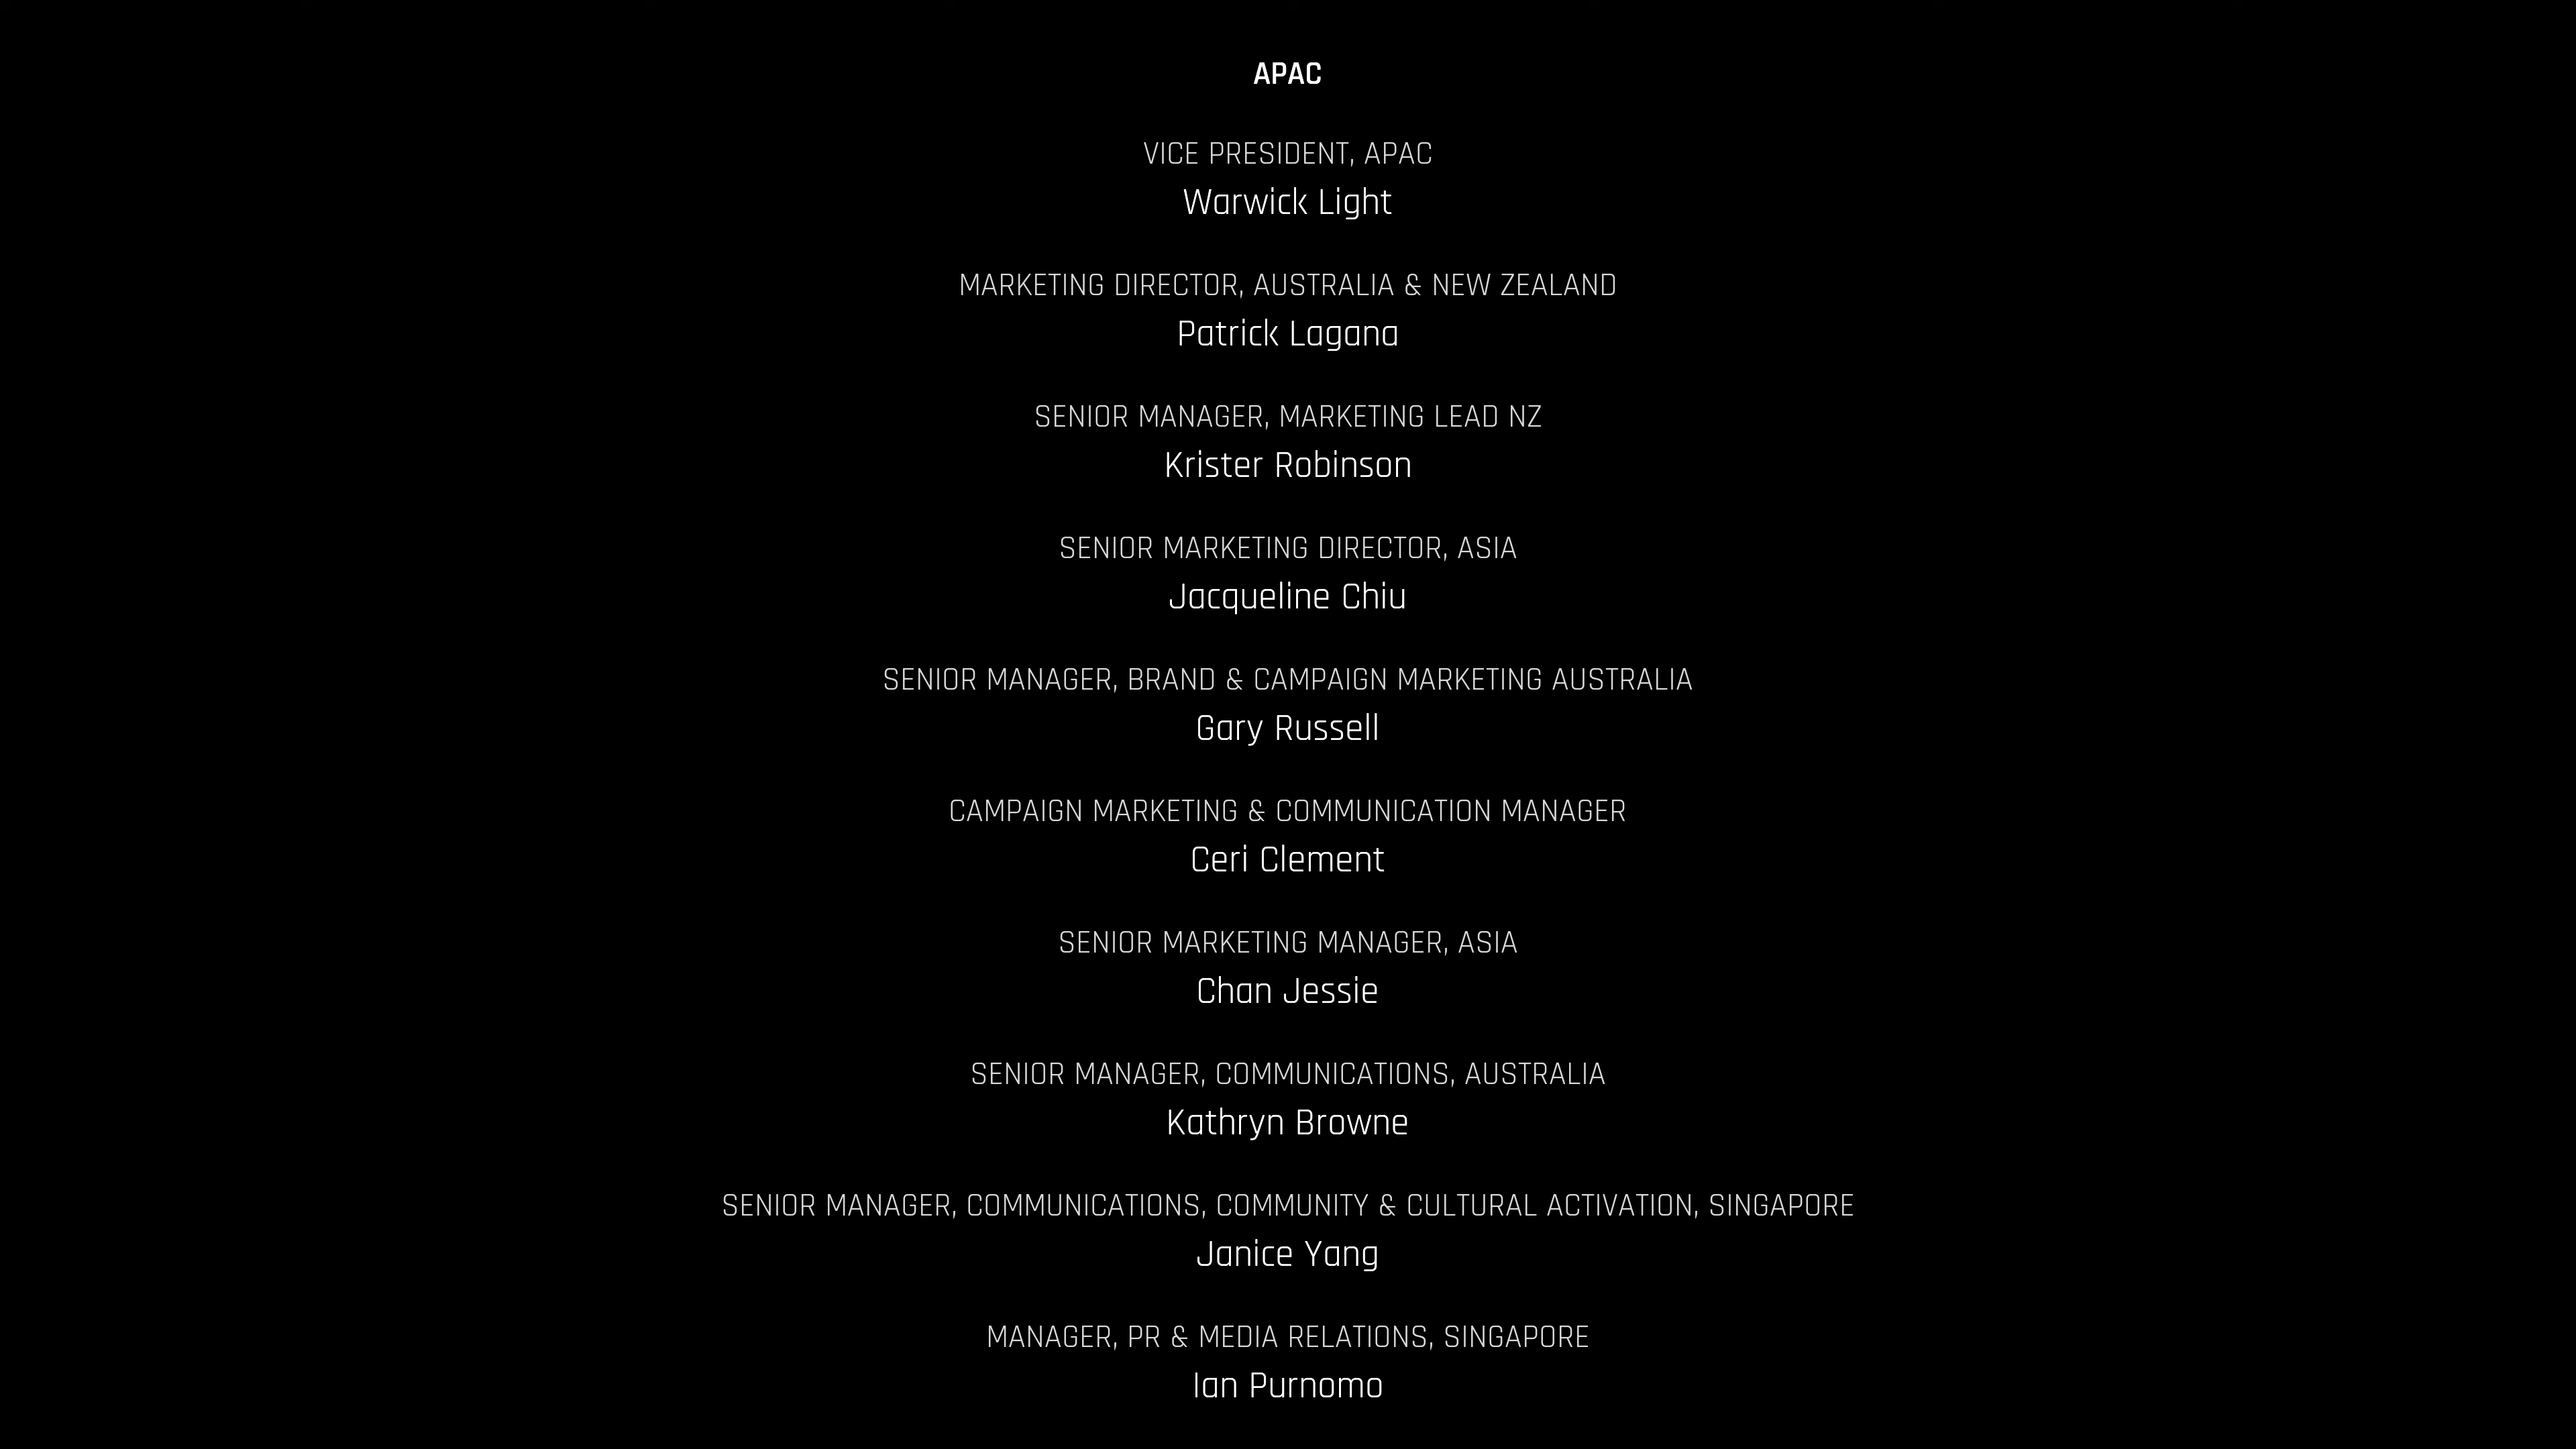 APAC
VICE PRESIDENT, APAC
Warwick Light
MARKETING DIRECTOR, AUSTRALIA & NEW ZEALAND
Patrick Lagana
SENIOR MANAGER, MARKETING LEAD NZ
Krister Robinson
SENIOR MARKETING DIRECTOR, ASIA
Jacqueline Chiu
SENIOR MANAGER, BRAND & CAMPAIGN MARKETING AUSTRALIA
Gary Russell
CAMPAIGN MARKETING & COMMUNICATION MANAGER
Ceri Clement
SENIOR MARKETING MANAGER, ASIA
Chan Jessie
SENIOR MANAGER, COMMUNICATIONS, AUSTRALIA
Kathryn Browne
SENIOR MANAGER, COMMUNICATIONS, COMMUNITY & CULTURAL ACTIVATION, SINGAPORE
Janice Yang
MANAGER, PR & MEDIA RELATIONS, SINGAPORE
Ian Purnomo